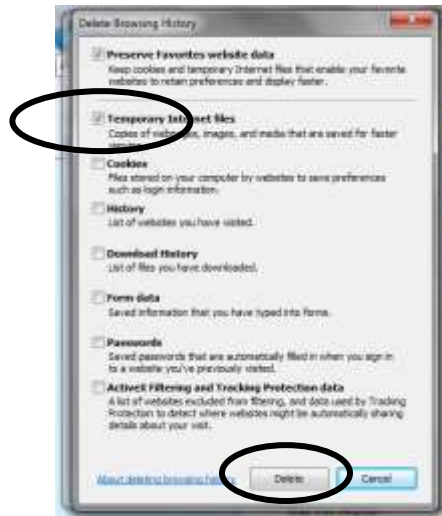 Delete Browsing History
Preserve Favorites website data
Keep cookies and temporary Internet files that enable your favorite
websites to retain preferences and display faster.
Temporary Internet files
Copies of webpages, images, and media that are saved for faster
viewing.
Cookies
Files stored on your computer by websites to save preferences
such as login information.
History
List of websites you have visited.
Download History
List of files you have downloaded.
Form data
Saved information that you have typed into forms.
Passwords
Saved passwords that are automatically filled in when you sign in
to a website you've previously visited.
ActiveX Filtering and Tracking Protection data
A list of websites excluded from filtering, and data used by Tracking
Protection to detect where websites might be automatically sharing
details about your visit.
About deleting browsing history
Delete
Cancel